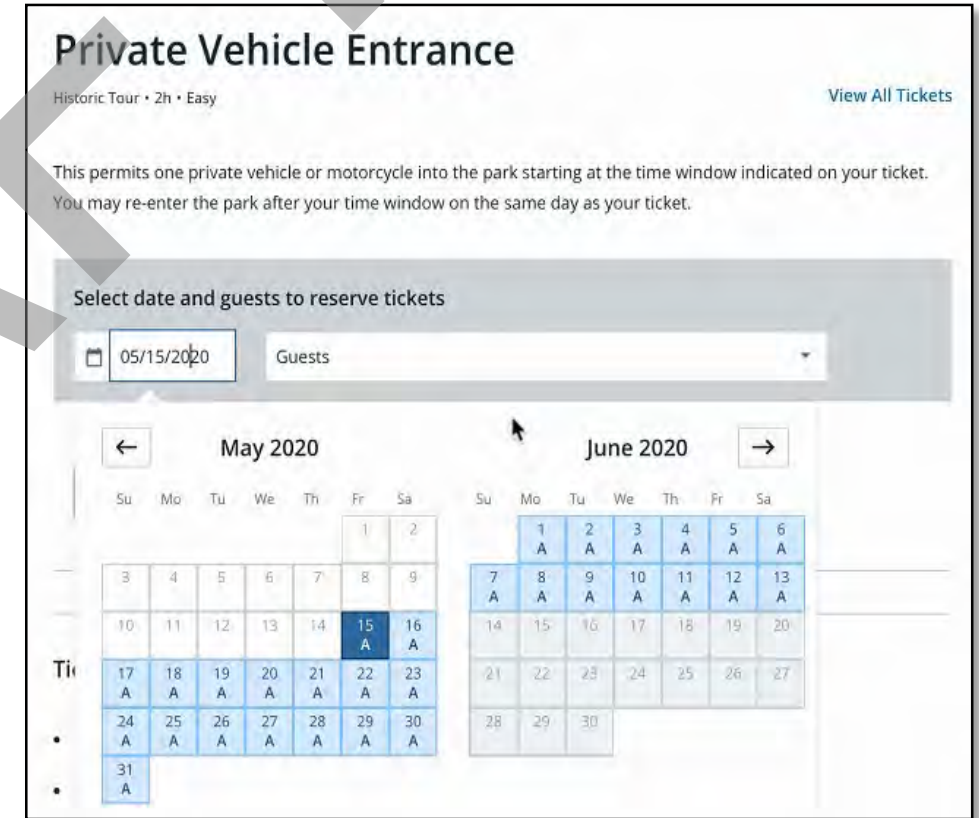 Private Vehicle Entrance
Historic Tour • 2h • Easy
View All Tickets
This permits one private vehicle or motorcycle into the park starting at the time window indicated on your ticket.
You may re-enter the park after your time window on the same day as your ticket.
Select date and guests to reserve tickets
05/15/2020
Guests
← May 2020
Su Mo Tu We Th Fr Sa
1 2
3 4 5 6 7 8 9
10 11 12 13 14 15 16
A A
17 18 19 20 21 22 23
A A A A A A A
24 25 26 27 28 29 30
A A A A A A A
31
A
June 2020 →
Su Mo Tu We Th Fr Sa
1 2 3 4 5 6
A A A A A A
7 8 9 10 11 12 13
A A A A A A A
14 15 16 17 18 19 20
21 22 23 24 25 26 27
28 29 30